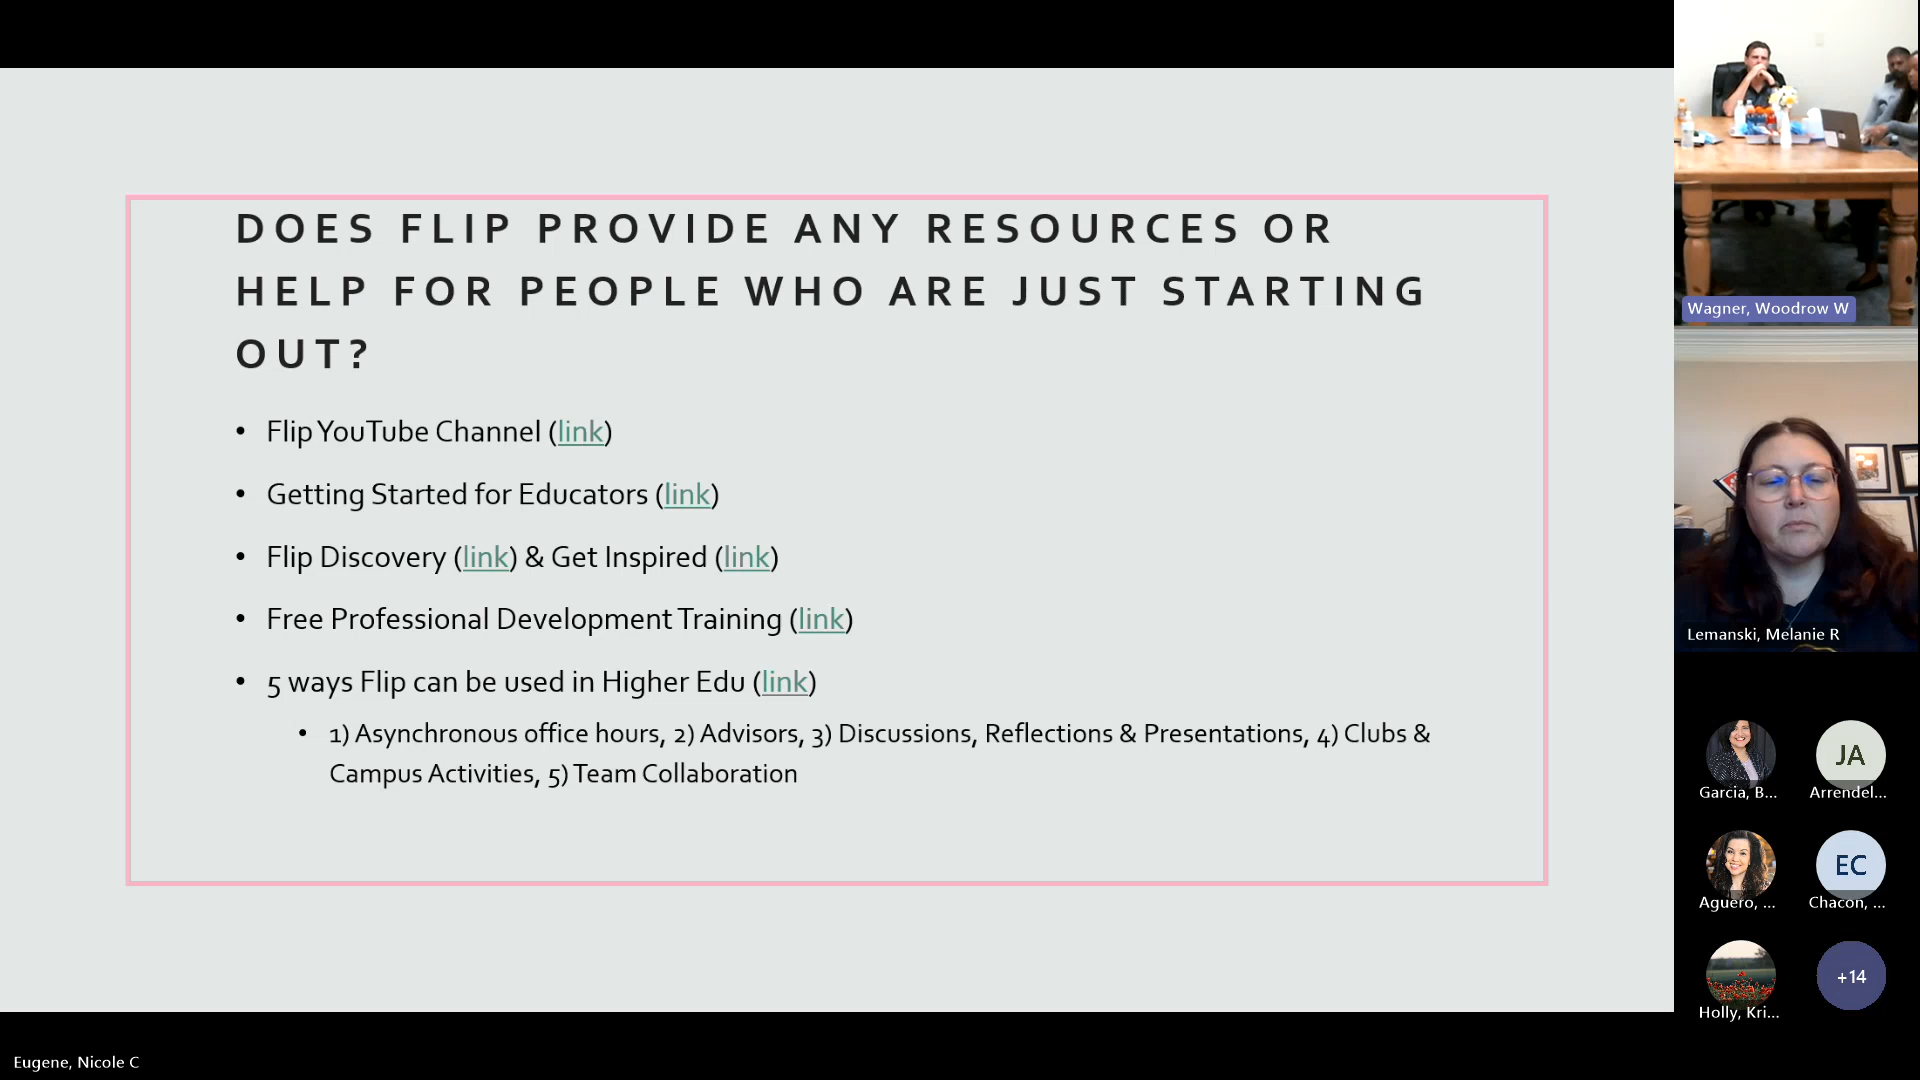 DOES FLIP PROVIDE ANY RESOURCES OR
HELP FOR PEOPLE WHO ARE JUST STARTING
OUT?
• Flip YouTube Channel (link)
• Getting Started for Educators (link)
• Flip Discovery (link) & Get Inspired (link)
• Free Professional Development Training (link)
• 5 ways Flip can be used in Higher Edu (link)
• 1) Asynchronous office hours, 2) Advisors, 3) Discussions, Reflections & Presentations, 4) Clubs &
Campus Activities, 5) Team Collaboration
Wagner, Woodrow W
Lemanski, Melanie R
JA
Garcia, B...
Arrendel...
EC
Aguero, ...
Chacon, ...
+14
Holly, Kri...
Eugene, Nicole C